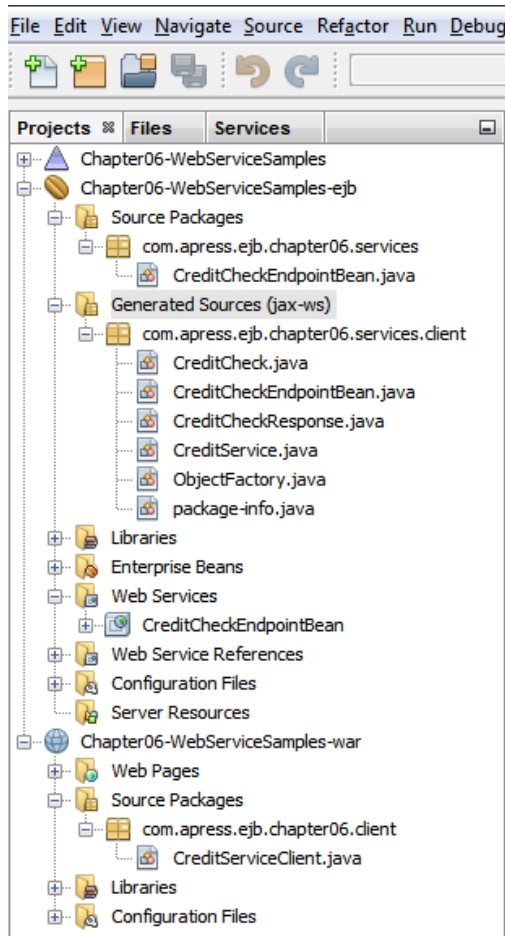 File Edit View Navigate Source Refactor Run Debug
Projects Files Services
Chapter06-WebServiceSamples
Chapter06-WebServiceSamples-ejb
Source Packages
com.apress.ejb.chapter06.services
CreditCheckEndpointBean.java
Generated Sources (jax-ws)
com.apress.ejb.chapter06.services.client
CreditCheck.java
CreditCheckEndpointBean.java
CreditCheckResponse.java
CreditService.java
ObjectFactory.java
package-info.java
Libraries
Enterprise Beans
Web Services
CreditCheckEndpointBean
Web Service References
Configuration Files
Server Resources
Chapter06-WebServiceSamples-war
Web Pages
Source Packages
com.apress.ejb.chapter06.client
CreditServiceClient.java
Libraries
Configuration Files